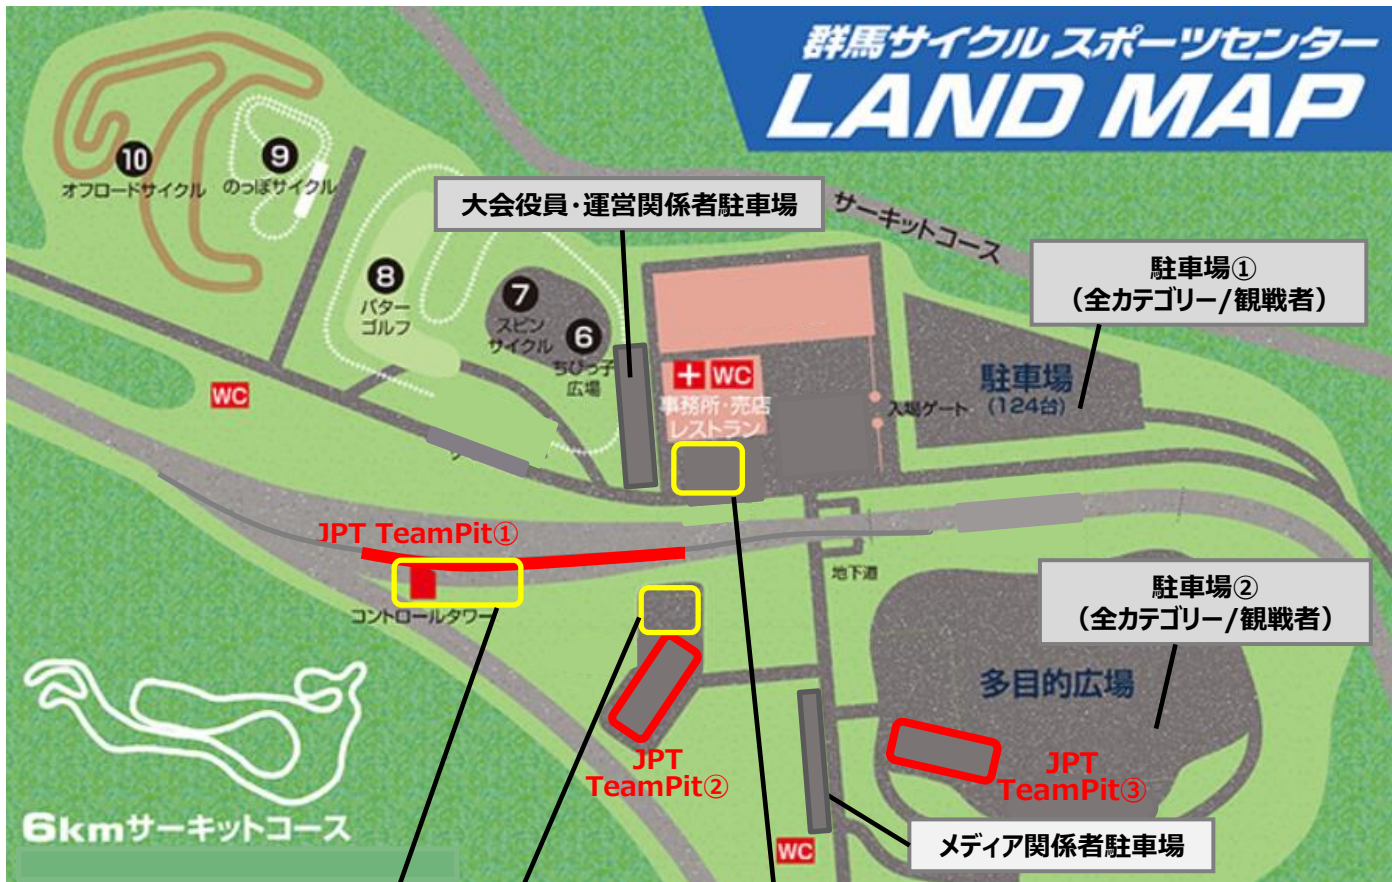 群馬サイクルスポーツセンター
LAND MAP
⑩
オフロードサイクル
⑨
のっぽサイクル
大会役員・運営関係者駐車場
サーキットコース
駐車場①
（全カテゴリー/観戦者）
⑧
パター
ゴルフ
⑦
スピン
サイクル
⑥
ちびっ子
広場
WC
WC
事務所・売店
レストラン
入場ゲート
駐車場
(124台)
JPT TeamPit①
コントロールタワー
地下道
駐車場②
（全カテゴリー/観戦者）
多目的広場
JPT
TeamPit②
JPT
TeamPit③
6kmサーキットコース
WC
メディア関係者駐車場